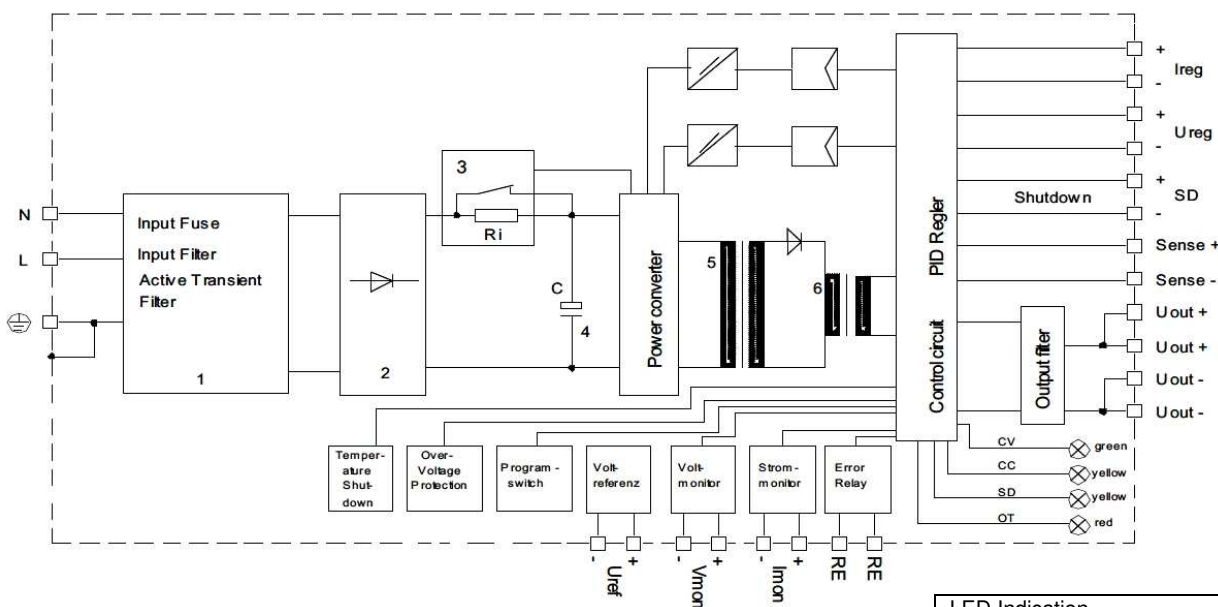 N
L
Input Fuse
Input Filter
Active Transient
Filter
1
2
3
Ri
C
4
Power converter
5
6
PID Regler
Control circuit
+
Ireg
-
+
Ureg
-
+
Shutdown
SD
-
Sense +
Sense -
Uout +
Uout +
Uout -
Uout -
Output filter
CV
green
CC
yellow
SD
yellow
OT
red
Temper-
ature
Shut-
down
Over-
Voltage
Protection
Program -
switch
Volt-
referenz
Volt-
monitor
Strom-
monitor
Error
Relay
- +
Uref
- +
Vmon
- +
Imon
RE
RE
LED Indication